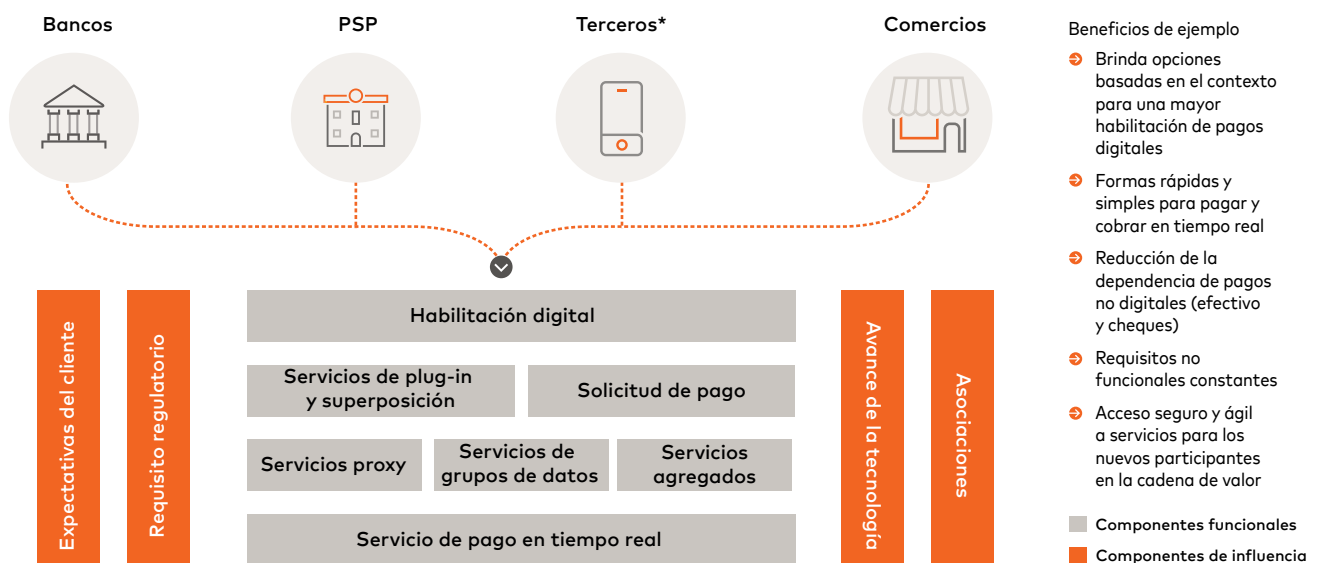 Bancos
PSP
Terceros*
Comercios
Expectativas del cliente
Requisito regulatorio
Habilitación digital
Servicios de plug-in
y superposición
Solicitud de pago
Servicios proxy
Servicios de
grupos de datos
Servicios
agregados
Servicio de pago en tiempo real
Avance de la tecnología
Asociaciones
Beneficios de ejemplo
Brinda opciones
basadas en el contexto
para una mayor
habilitación de pagos
digitales
Formas rápidas y
simples para pagar y
cobrar en tiempo real
Reducción de la
dependencia de pagos
no digitales (efectivo
y cheques)
Requisitos no
funcionales constantes
Acceso seguro y ágil
a servicios para los
nuevos participantes
en la cadena de valor
Componentes funcionales
Componentes de influencia